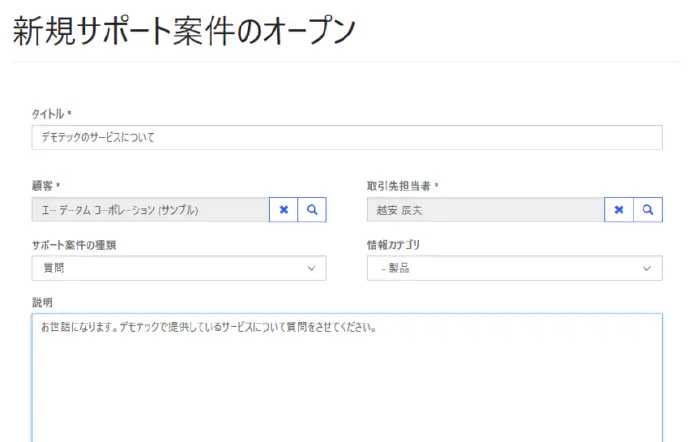 新規サポート案件のオープン
タイトル *
デモテックのサービスについて
顧客 *
取引先担当者 *
エー データム コーポレーション (サンプル)
越安 辰夫
サポート案件の種類
情報カテゴリ
質問
- 製品
説明
お世話になります。デモテックで提供しているサービスについて質問をさせてください。